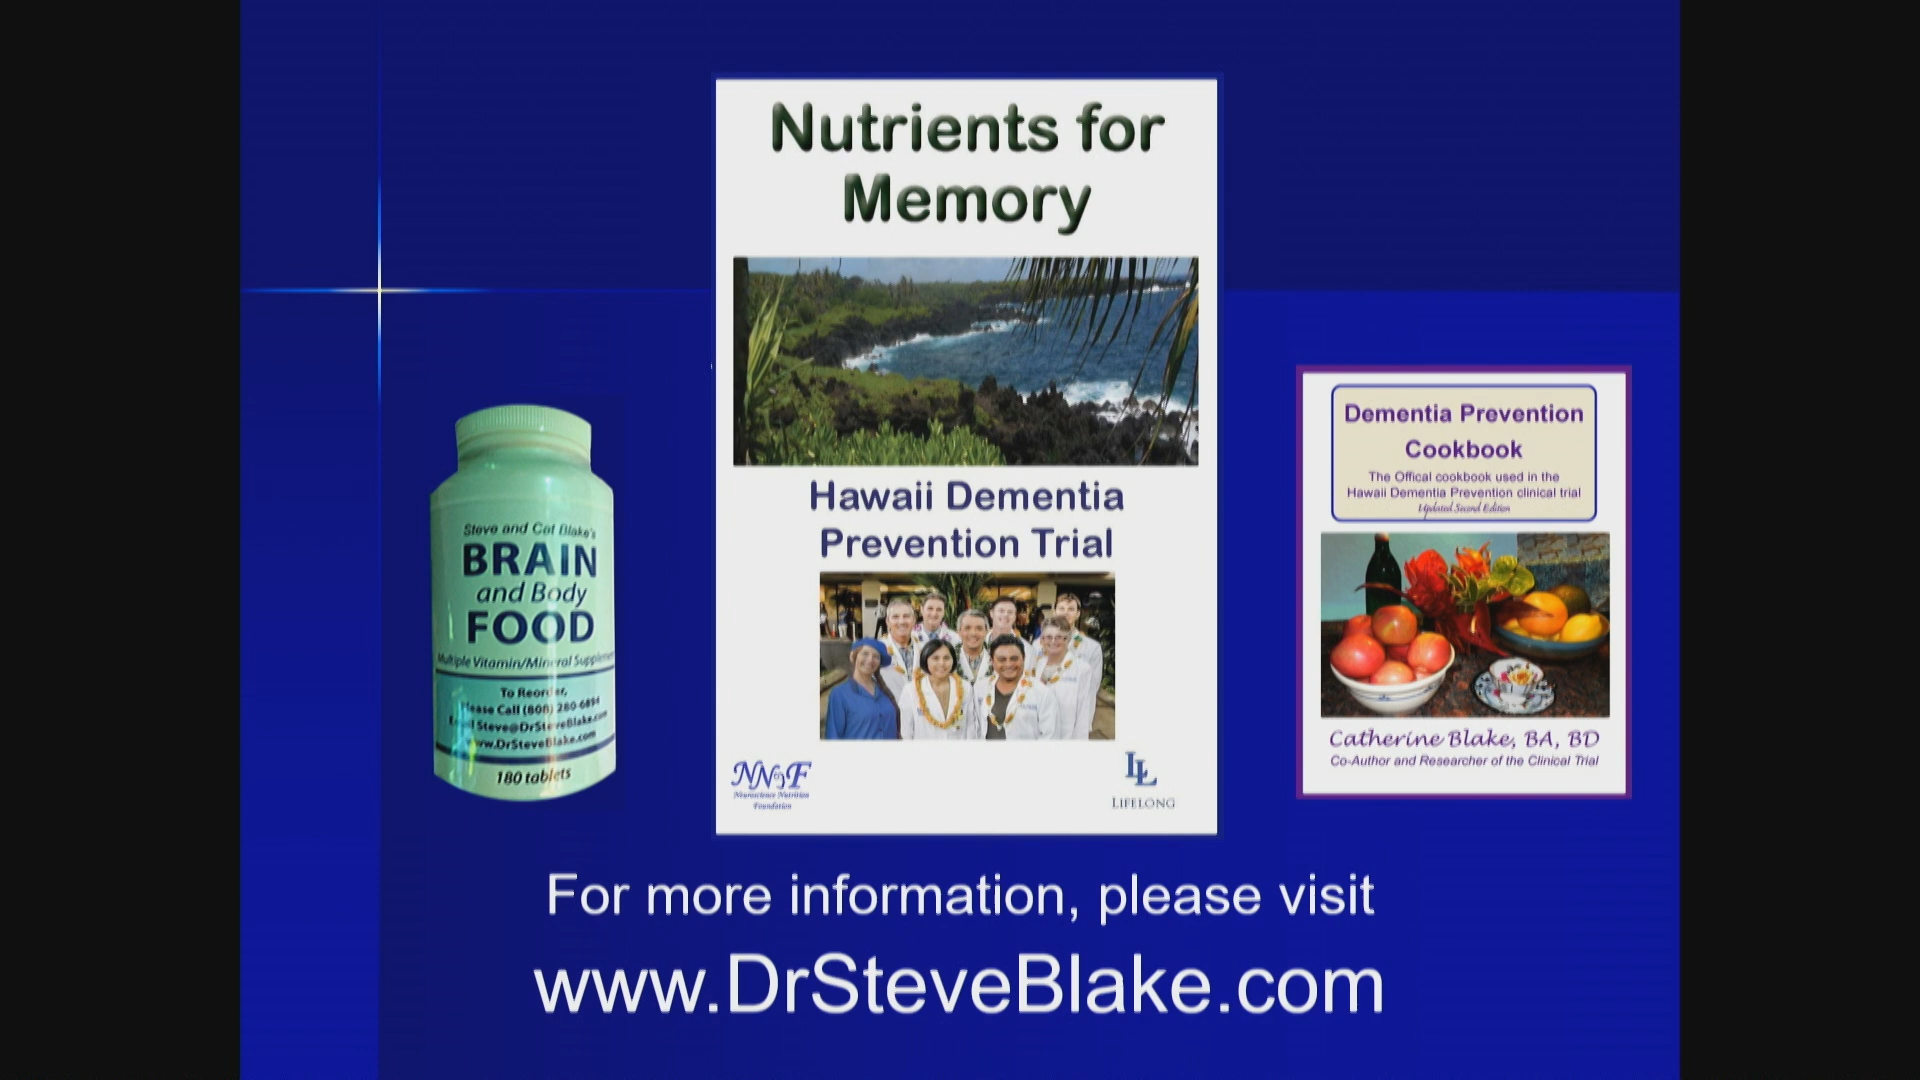 Nutrients for
Memory
Hawaii Dementia
Prevention Trial
NNF
Neuroscience Nutrition
Foundation
LL
LIFELONG
Steve and Cat Blake's
BRAIN
and Body
FOOD
Multiple Vitamin/Mineral
To Reorder,
Please Call (808) 280-6894
Steve@DrSteveBlake.com
www.DrSteveBlake.com
180 tablets
Dementia Prevention
Cookbook
The Offical cookbook used in the
Hawaii Dementia Prevention clinical trial
Updated Second Edition
Catherine Blake, BA, BD
Co-Author and Researcher of the Clinical Trial
For more information, please visit
www.DrSteveBlake.com